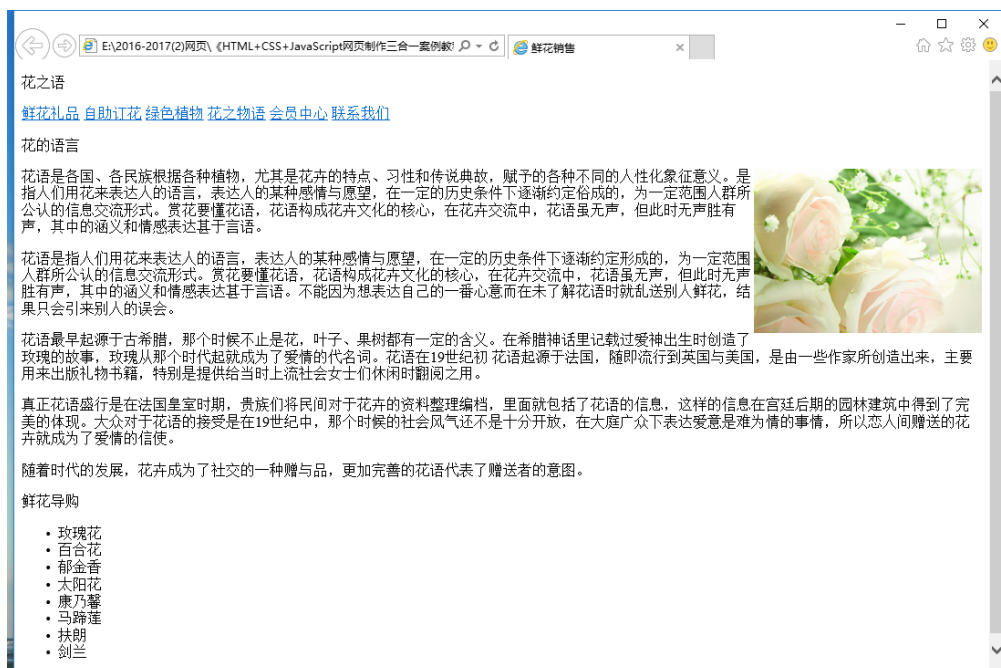 E:\2016-2017(2)网页\《HTML+CSS+JavaScript网页制作三合一案例教
鲜花销售
花之语
鲜花礼品 自助订花 绿色植物 花之物语 会员中心 联系我们
花的语言
花语是各国、各民族根据各种植物，尤其是花卉的特点、习性和传说典故，赋予的各种不同的人性化象征意义。是
指人们用花来表达人的语言，表达人的某种感情与愿望，在一定的历史条件下逐渐约定俗成的，为一定范围人群所
公认的信息交流形式。赏花要懂花语，花语构成花卉文化的核心，在花卉交流中，花语虽无声，但此时无声胜有
声，其中的涵义和情感表达甚于言语。
花语是指人们用花来表达人的语言，表达人的某种感情与愿望，在一定的历史条件下逐渐约定形成的，为一定范围
人群所公认的信息交流形式。赏花要懂花语，花语构成花卉文化的核心，在花卉交流中，花语虽无声，但此时无声
胜有声，其中的涵义和情感表达甚于言语。不能因为想表达自己的一番心意而在未了解花语时就乱送别人鲜花，结
果只会引来别人的误会。
花语最早起源于古希腊，那个时候不止是花，叶子、果树都有一定的含义。在希腊神话里记载过爱神出生时创造了
玫瑰的故事，玫瑰从那个时代起就成为了爱情的代名词。花语在19世纪初 花语起源于法国，随即流行到英国与美国，是由一些作家所创造出来，主要
用来出版礼物书籍，特别是提供给当时上流社会女士们休闲时翻阅之用。
真正花语盛行是在法国皇室时期，贵族们将民间对于花卉的资料整理编档，里面就包括了花语的信息，这样的信息在宫廷后期的园林建筑中得到了完
美的体现。大众对于花语的接受是在19世纪中，那个时候的社会风气还不是十分开放，在大庭广众下表达爱意是难为情的事情，所以恋人间赠送的花
卉就成为了爱情的信使。
随着时代的发展，花卉成为了社交的一种赠与品，更加完善的花语代表了赠送者的意图。
鲜花导购
• 玫瑰花
• 百合花
• 郁金香
• 太阳花
• 康乃馨
• 马蹄莲
• 扶朗
• 剑兰